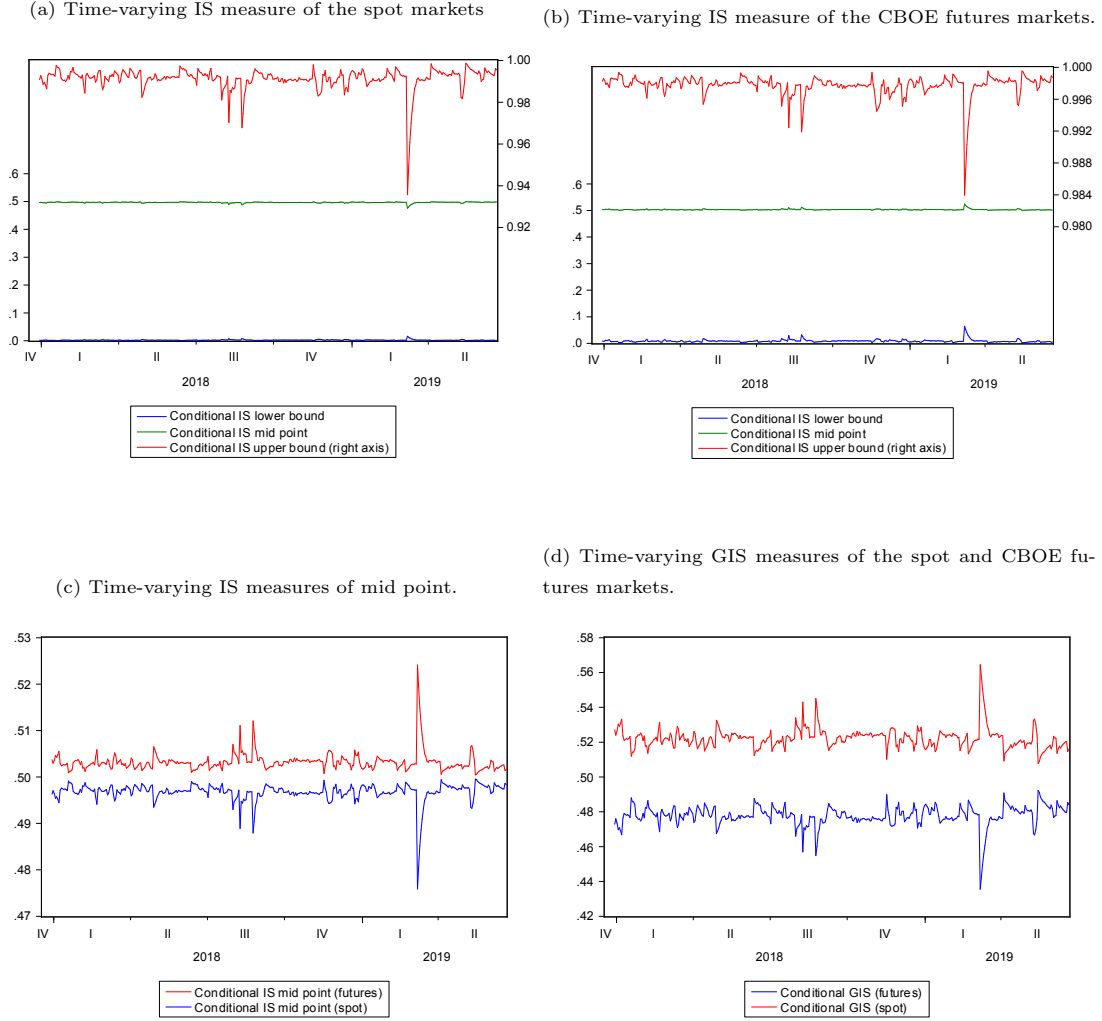 (a) Time-varying IS measure of the spot markets
1.00
0.98
0.96
0.94
0.92
.6
.5
.4
.3
.2
.1
.0
IV I II III IV I II
2018 2019
Conditional IS lower bound
Conditional IS mid point
Conditional IS upper bound (right axis)
(b) Time-varying IS measure of the CBOE futures markets.
1.000
0.996
0.992
0.988
0.984
0.980
.6
.5
.4
.3
.2
.1
.0
IV I II III IV I II
2018 2019
Conditional IS lower bound
Conditional IS mid point
Conditional IS upper bound (right axis)
(c) Time-varying IS measures of mid point.
.53
.52
.51
.50
.49
.48
.47
IV I II III IV I II
2018 2019
Conditional IS mid point (futures)
Conditional IS mid point (spot)
(d) Time-varying GIS measures of the spot and CBOE fu-
tures markets.
.58
.56
.54
.52
.50
.48
.46
.44
.42
IV I II III IV I II
2018 2019
Conditional GIS (futures)
Conditional GIS (spot)